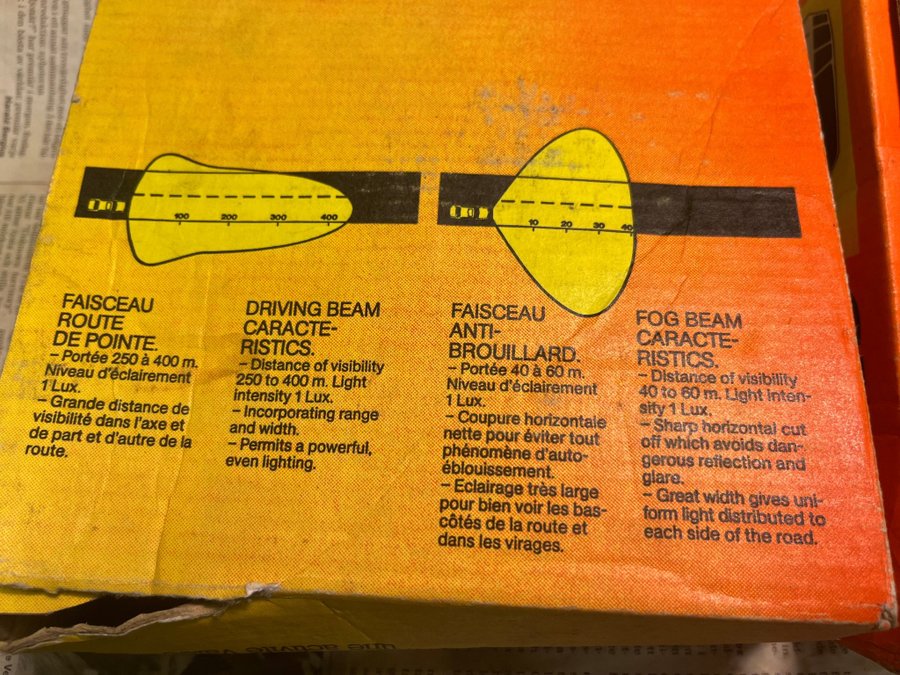 100 200 300 400
10 20 30 40
FAISCEAU
ROUTE
DE POINTE.
– Portée 250 à 400 m.
Niveau d'éclairement
1 Lux.
– Grande distance de
visibilité dans l'axe et
de part et d'autre de la
route.
DRIVING BEAM
CARACTE-
RISTICS.
– Distance of visibility
250 to 400 m. Light
intensity 1 Lux.
– Incorporating range
and width.
– Permits a powerful,
even lighting.
FAISCEAU
ANTI-
BROUILLARD.
– Portée 40 à 60 m.
Niveau d'éclairement
1 Lux.
– Coupure horizontale
nette pour éviter tout
phénomène d'auto-
éblouissement.
– Eclairage très large
pour bien voir les bas-
côtés de la route et
dans les virages.
FOG BEAM
CARACTE-
RISTICS.
– Distance of visibility
40 to 60 m. Light inten-
sity 1 Lux.
– Sharp horizontal cut
off which avoids dan-
gerous reflection and
glare.
– Great width gives uni-
form light distributed to
each side of the road.